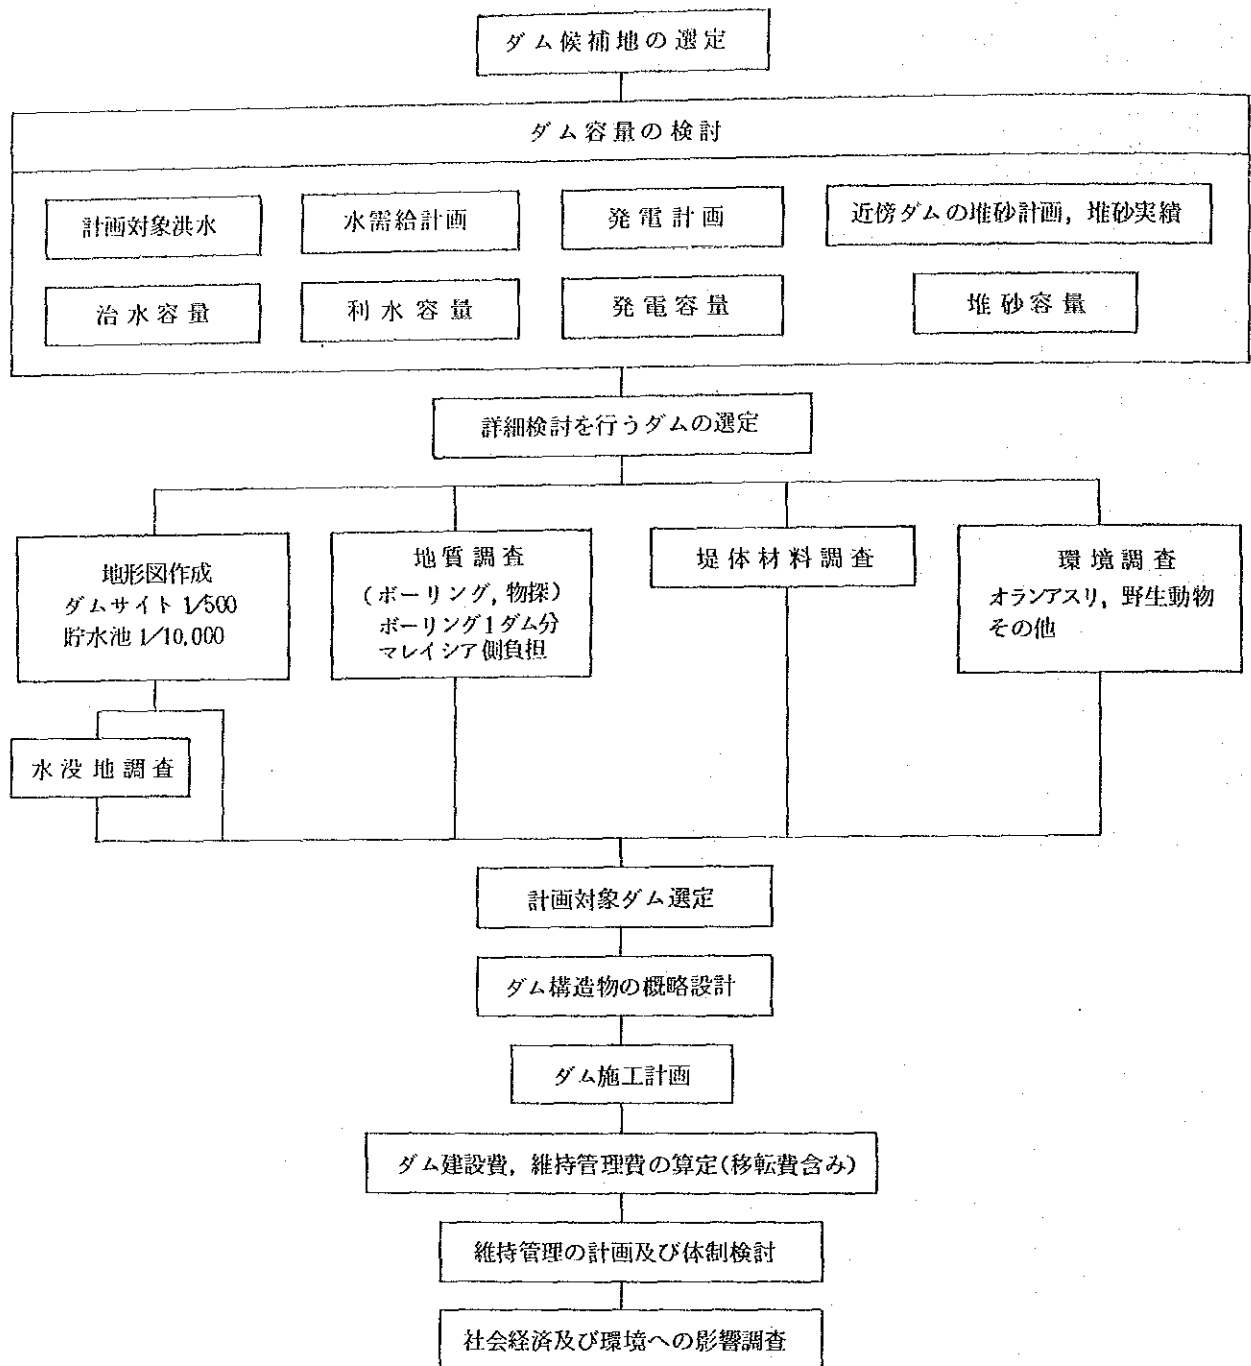 ダム候補地の選定
ダム容量の検討
計画対象洪水
水需給計画
発電計画
近傍ダムの堆砂計画, 堆砂実績
治水容量
利水容量
発電容量
堆砂容量
詳細検討を行うダムの選定
地形図作成
ダムサイト 1/500
貯水池 1/10,000
地質調査
(ボーリング, 物探)
ボーリング1ダム分
マレイシア側負担
堤体材料調査
環境調査
オランアスリ, 野生動物
その他
水没地調査
計画対象ダム選定
ダム構造物の概略設計
ダム施工計画
ダム建設費, 維持管理費の算定(移転費含み)
維持管理の計画及び体制検討
社会経済及び環境への影響調査